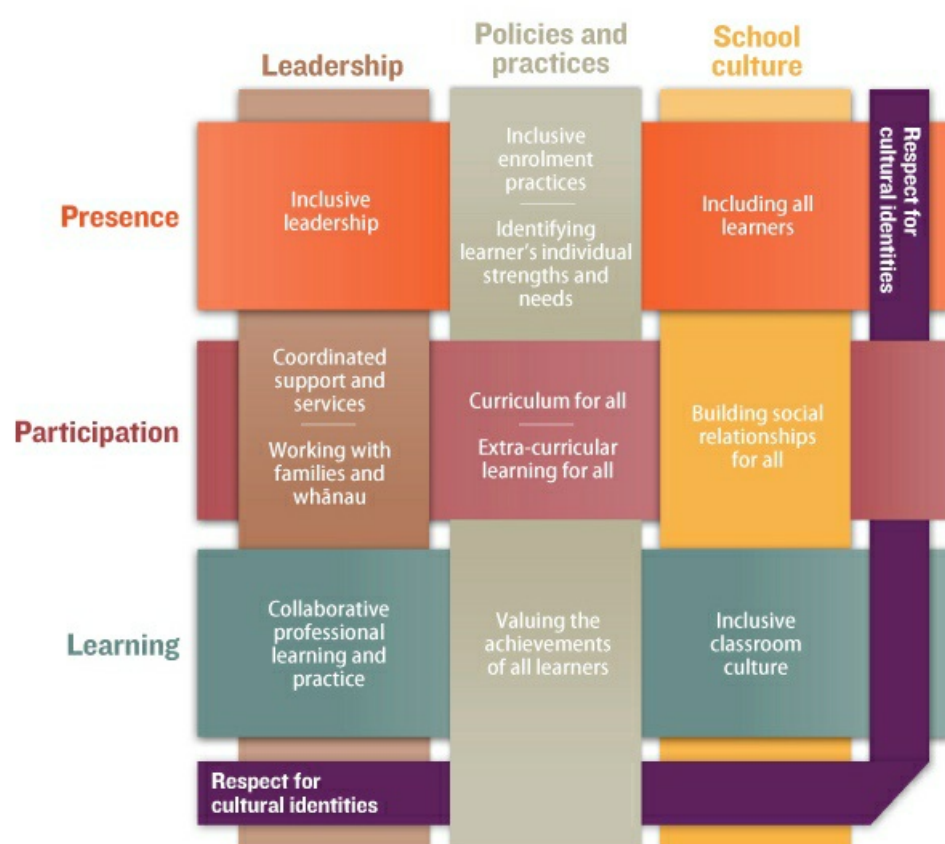 Leadership
Policies and
practices
School
culture
Presence
Inclusive
leadership
Inclusive
enrolment
practices
Identifying
learner's individual
strengths and
needs
Including all
learners
Respect for
cultural identities
Participation
Coordinated
support and
services
Working with
families and
whānau
Curriculum for all
Extra-curricular
learning for all
Building social
relationships
for all
Learning
Collaborative
professional
learning and
practice
Valuing the
achievements
of all learners
Inclusive
classroom
culture
Respect for
cultural identities